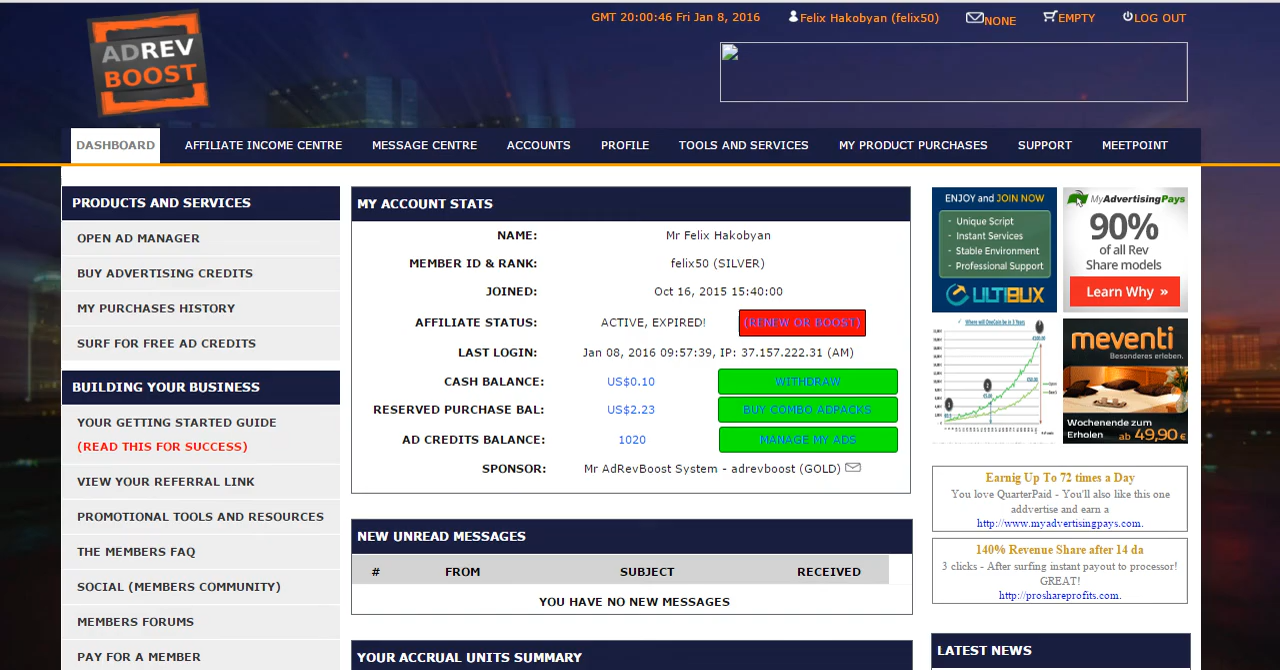 GMT 20:00:46 Fri Jan 8, 2016
Felix Hakobyan (felix50)
NONE
EMPTY
LOG OUT
ADREV
BOOST
DASHBOARD
AFFILIATE INCOME CENTRE
MESSAGE CENTRE
ACCOUNTS
PROFILE
TOOLS AND SERVICES
MY PRODUCT PURCHASES
SUPPORT
MEETPOINT
PRODUCTS AND SERVICES
OPEN AD MANAGER
BUY ADVERTISING CREDITS
MY PURCHASES HISTORY
SURF FOR FREE AD CREDITS
BUILDING YOUR BUSINESS
YOUR GETTING STARTED GUIDE
(READ THIS FOR SUCCESS)
VIEW YOUR REFERRAL LINK
PROMOTIONAL TOOLS AND RESOURCES
THE MEMBERS FAQ
SOCIAL (MEMBERS COMMUNITY)
MEMBERS FORUMS
PAY FOR A MEMBER
MY ACCOUNT STATS
NAME: Mr Felix Hakobyan
MEMBER ID & RANK: felix50 (SILVER)
JOINED: Oct 16, 2015 15:40:00
AFFILIATE STATUS: ACTIVE, EXPIRED! (RENEW OR BOOST)
LAST LOGIN: Jan 08, 2016 09:57:39, IP: 37.157.222.31 (AM)
CASH BALANCE: US$0.10 WITHDRAW
RESERVED PURCHASE BAL: US$2.23 BUY COMBO ADPACKS
AD CREDITS BALANCE: 1020 MANAGE MY ADS
SPONSOR: Mr AdRevBoost System - adrevboost (GOLD)
NEW UNREAD MESSAGES
# FROM SUBJECT RECEIVED
YOU HAVE NO NEW MESSAGES
YOUR ACCRUAL UNITS SUMMARY
ENJOY and JOIN NOW
- Unique Script
- Instant Services
- Stable Environment
- Professional Support
ULTIBUX
MyAdvertisingPays
90%
of all Rev
Share models
Learn Why »
Where will OneCoin be in 3 Years
meventi
Besonderes erleben.
Wochenende zum
Erholen ab 49,90 €
Earnig Up To 72 times a Day
You love QuarterPaid - You'll also like this one
addvertise and earn a
http://www.myadvertisingpays.com.
140% Revenue Share after 14 da
3 clicks - After surfing instant payout to processor!
GREAT!
http://proshareprofits.com.
LATEST NEWS